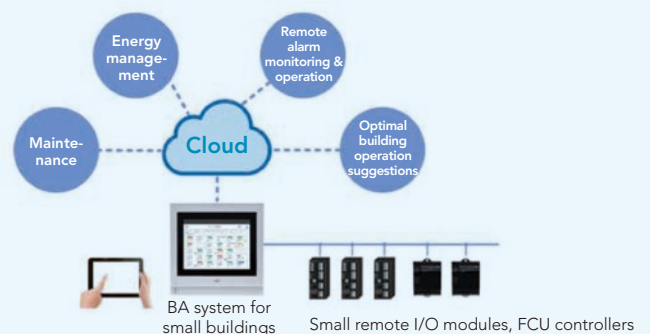 Energy
manage-
ment
Remote
alarm
monitoring &
operation
Mainte-
nance
Cloud
Optimal
building
operation
suggestions
BA system for
small buildings
Small remote I/O modules, FCU controllers